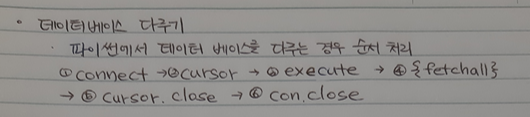 • 데이터베이스 다루기
· 파이썬에서 데이터 베이스를 다루는 경우 순서 처리
① connect → ② cursor → ③ execute → ④ {fetchall}
→ ⑤ cursor. close → ⑥ con.close